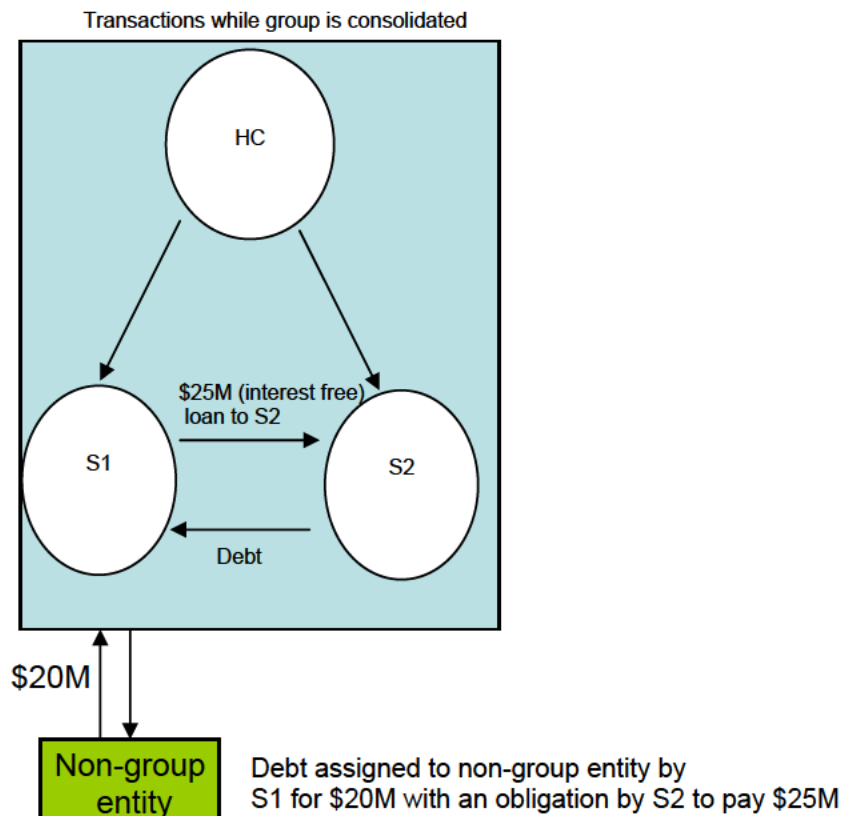 Transactions while group is consolidated
HC
$25M (interest free)
loan to S2
S1
S2
Debt
$20M
Non-group
entity
Debt assigned to non-group entity by
S1 for $20M with an obligation by S2 to pay $25M